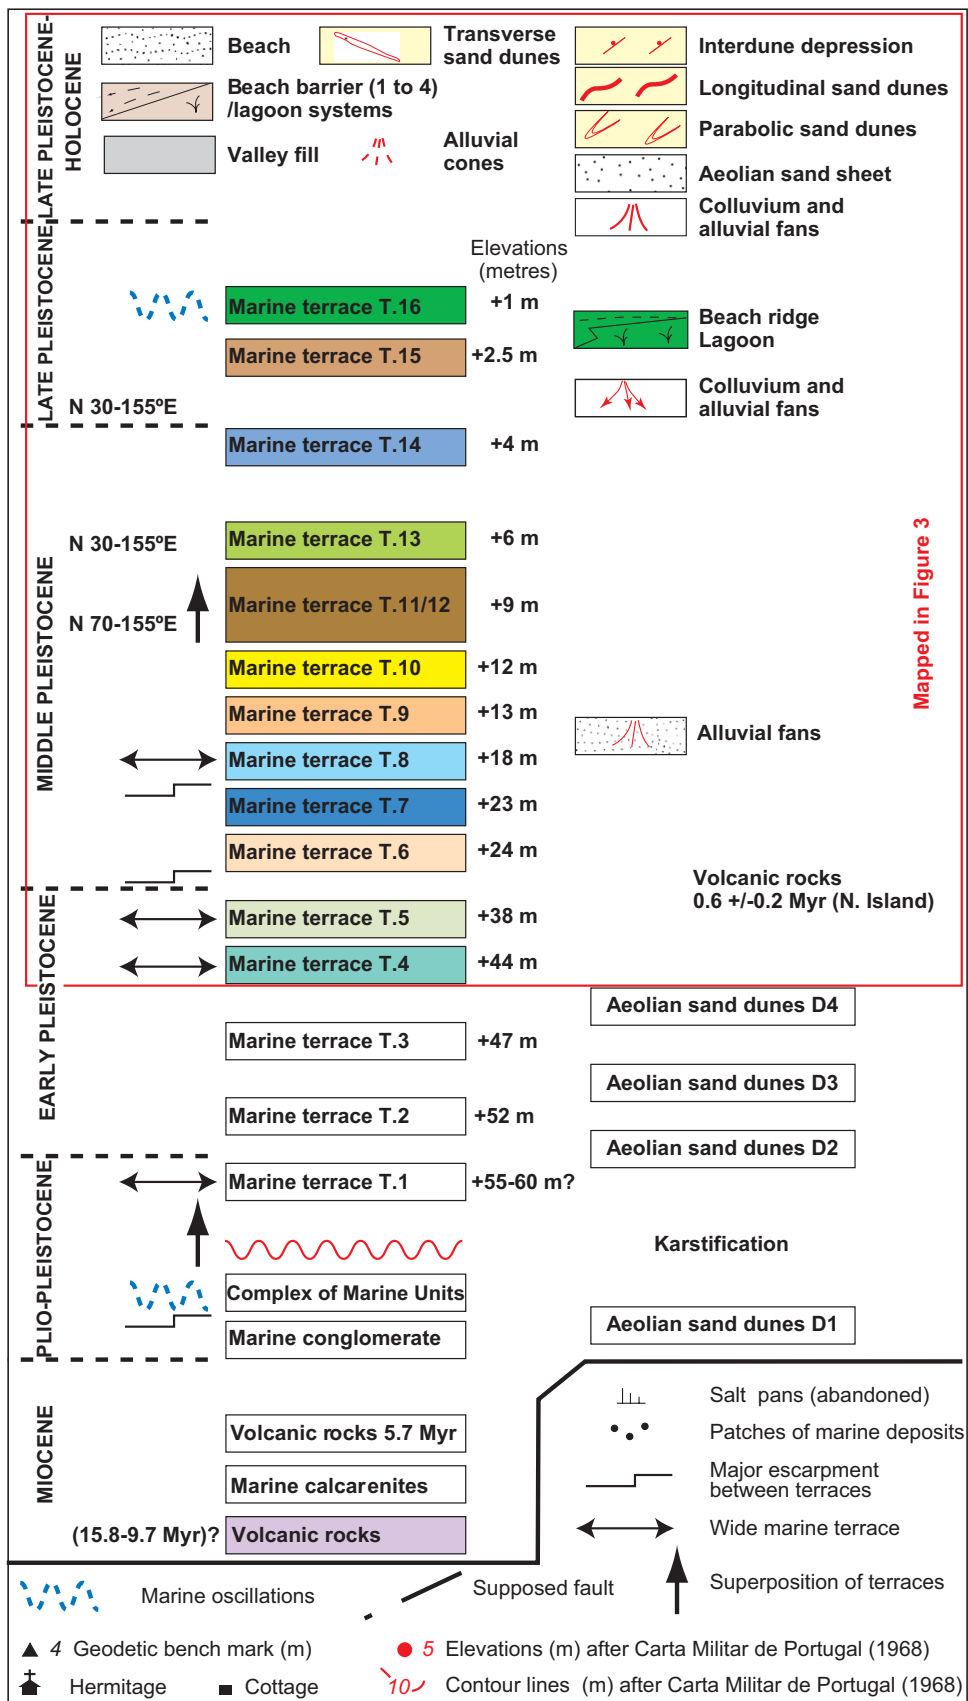 LATE PLEISTOCENE-
HOLOCENE
Beach
Transverse
sand dunes
Interdune depression
Beach barrier (1 to 4)
/lagoon systems
Longitudinal sand dunes
Parabolic sand dunes
Valley fill
Alluvial
cones
Aeolian sand sheet
Colluvium and
alluvial fans
LATE PLEISTOCENE
Elevations
(metres)
Marine terrace T.16
+1 m
Beach ridge
Lagoon
Marine terrace T.15
+2.5 m
N 30-155ºE
Colluvium and
alluvial fans
MIDDLE PLEISTOCENE
Marine terrace T.14
+4 m
N 30-155ºE
Marine terrace T.13
+6 m
Mapped in Figure 3
N 70-155ºE
Marine terrace T.11/12
+9 m
Marine terrace T.10
+12 m
Marine terrace T.9
+13 m
Alluvial fans
Marine terrace T.8
+18 m
Marine terrace T.7
+23 m
Marine terrace T.6
+24 m
Volcanic rocks
0.6 +/-0.2 Myr (N. Island)
EARLY PLEISTOCENE
Marine terrace T.5
+38 m
Marine terrace T.4
+44 m
Aeolian sand dunes D4
Marine terrace T.3
+47 m
Aeolian sand dunes D3
Marine terrace T.2
+52 m
Aeolian sand dunes D2
PLIO-PLEISTOCENE
Marine terrace T.1
+55-60 m?
Karstification
Complex of Marine Units
Marine conglomerate
Aeolian sand dunes D1
MIOCENE
Volcanic rocks 5.7 Myr
Marine calcarenites
(15.8-9.7 Myr)?
Volcanic rocks
Salt pans (abandoned)
Patches of marine deposits
Major escarpment
between terraces
Wide marine terrace
Superposition of terraces
Marine oscillations
Supposed fault
4 Geodetic bench mark (m)
5 Elevations (m) after Carta Militar de Portugal (1968)
Hermitage
Cottage
10 Contour lines (m) after Carta Militar de Portugal (1968)